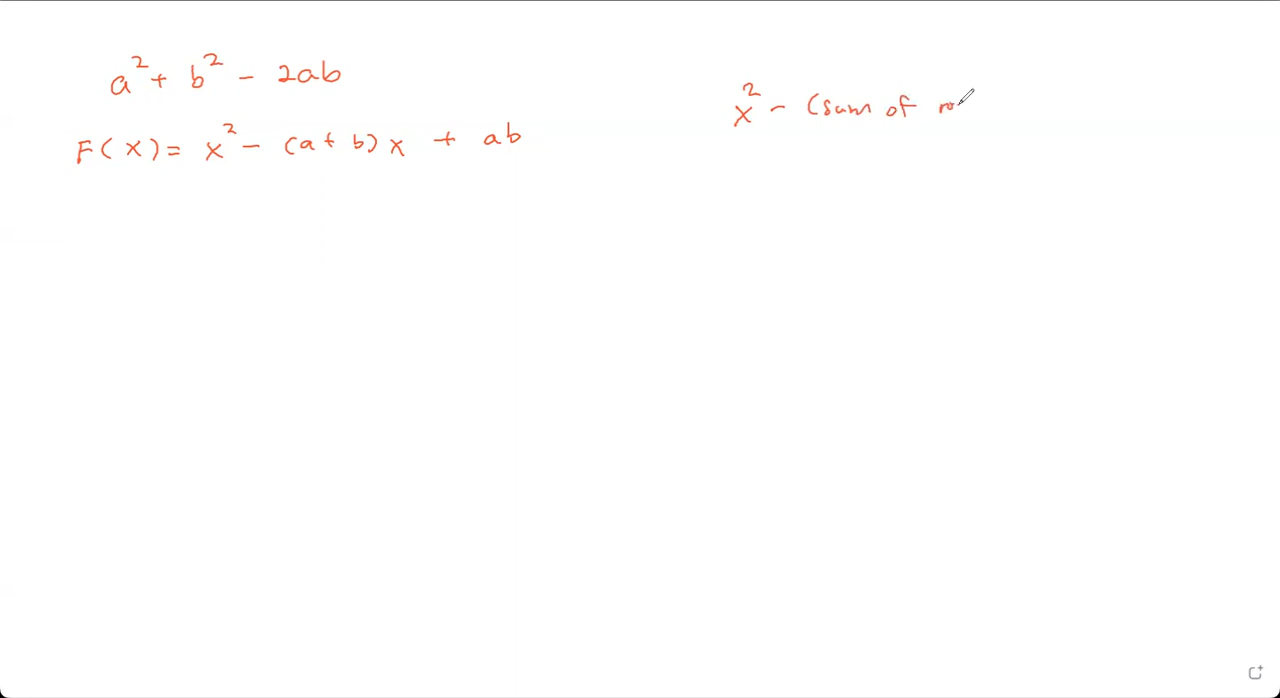 a² + b² - 2ab
F(x) = x² - (a + b)x + ab
x² - (sum of